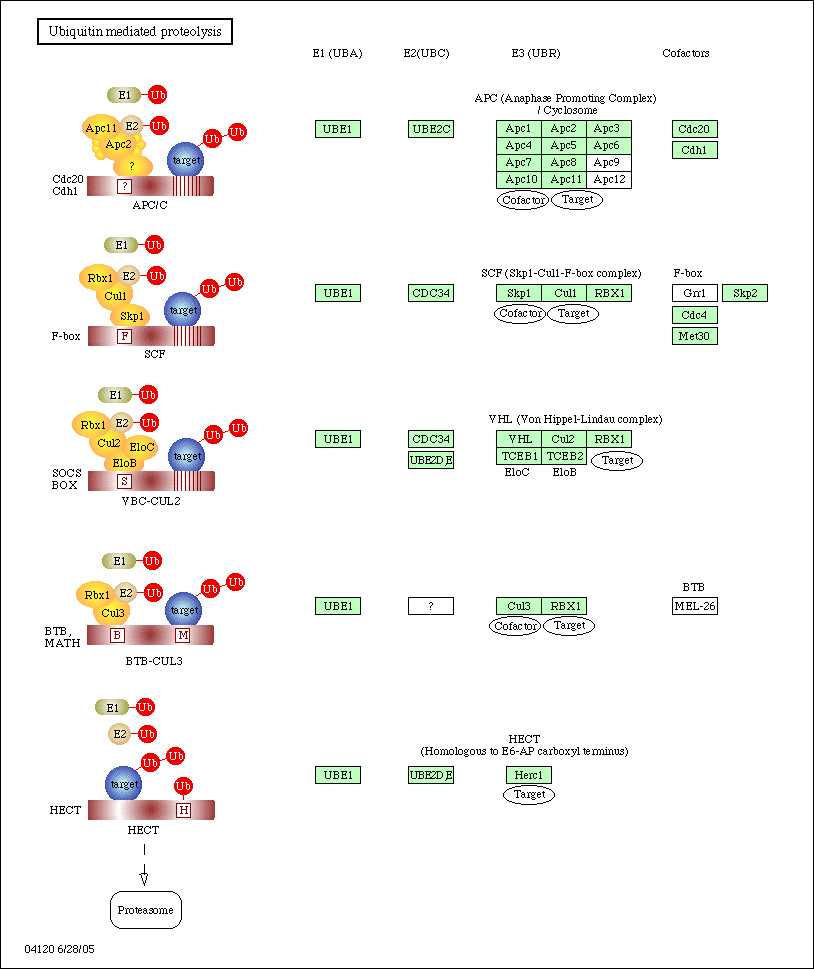 Ubiquitin mediated proteolysis
E1 (UBA)
E2(UBC)
E3 (UBR)
Cofactors
E1
Ub
Apc11
E2
Ub
Apc2
?
target
Ub
Ub
Cdc20
Cdh1
?
APC/C
UBE1
UBE2C
APC (Anaphase Promoting Complex)
/ Cyclosome
Apc1
Apc2
Apc3
Apc4
Apc5
Apc6
Apc7
Apc8
Apc9
Apc10
Apc11
Apc12
Cofactor
Target
Cdc20
Cdh1
E1
Ub
Rbx1
E2
Ub
Cul1
Skp1
target
Ub
Ub
F-box
F
SCF
UBE1
CDC34
SCF (Skp1-Cul1-F-box complex)
Skp1
Cul1
RBX1
Cofactor
Target
F-box
Grr1
Skp2
Cdc4
Met30
E1
Ub
Rbx1
E2
Ub
Cul2
EloC
EloB
target
Ub
Ub
SOCS
BOX
S
VBC-CUL2
UBE1
CDC34
UBE2D,E
VHL (Von Hippel-Lindau complex)
VHL
Cul2
RBX1
TCEB1
TCEB2
Target
EloC
EloB
E1
Ub
Rbx1
E2
Ub
Cul3
target
Ub
Ub
BTB,
MATH
B
M
BTB-CUL3
UBE1
?
Cul3
RBX1
Cofactor
Target
BTB
MEL-26
E1
Ub
E2
Ub
target
Ub
Ub
Ub
HECT
H
HECT
UBE1
UBE2D,E
HECT
(Homologous to E6-AP carboxyl terminus)
Herc1
Target
Proteasome
04120 6/28/05